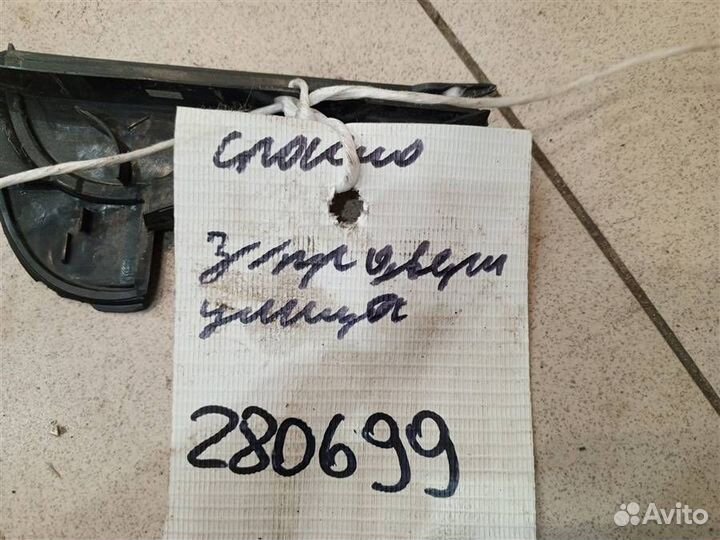 З пр двери
улица
280699
Avito